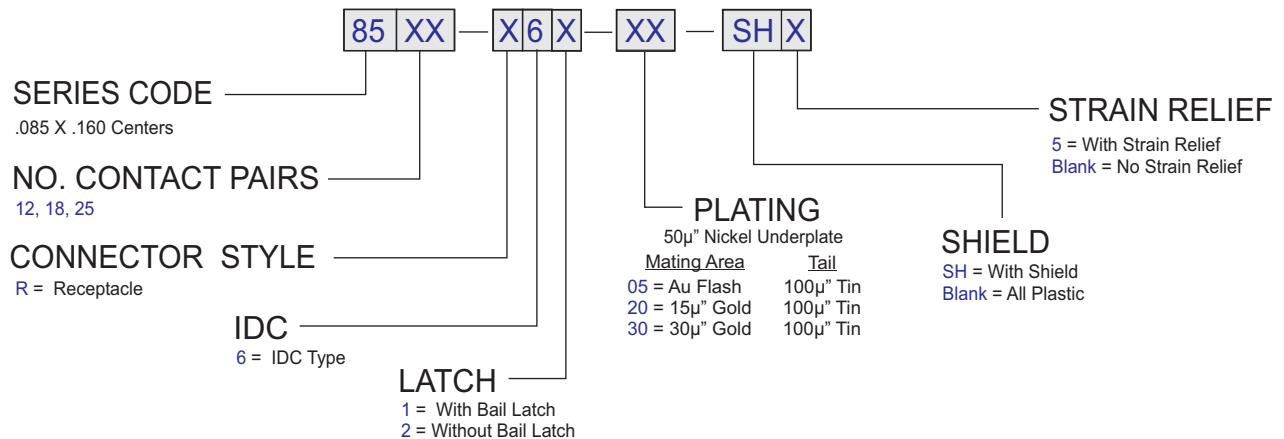 85 XX — X 6 X — XX — SH X
SERIES CODE
.085 X .160 Centers
NO. CONTACT PAIRS
12, 18, 25
CONNECTOR STYLE
R = Receptacle
IDC
6 = IDC Type
LATCH
1 = With Bail Latch
2 = Without Bail Latch
PLATING
50µ” Nickel Underplate
Mating Area Tail
05 = Au Flash 100µ” Tin
20 = 15µ” Gold 100µ” Tin
30 = 30µ” Gold 100µ” Tin
SHIELD
SH = With Shield
Blank = All Plastic
STRAIN RELIEF
5 = With Strain Relief
Blank = No Strain Relief